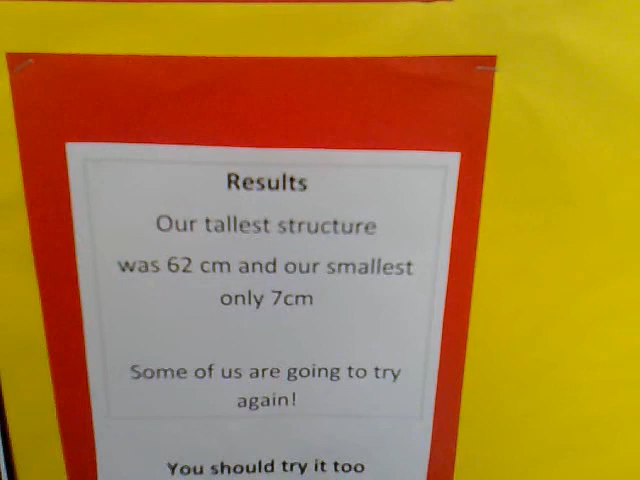 Results
Our tallest structure
was 62 cm and our smallest
only 7cm
Some of us are going to try
again!
You should try it too